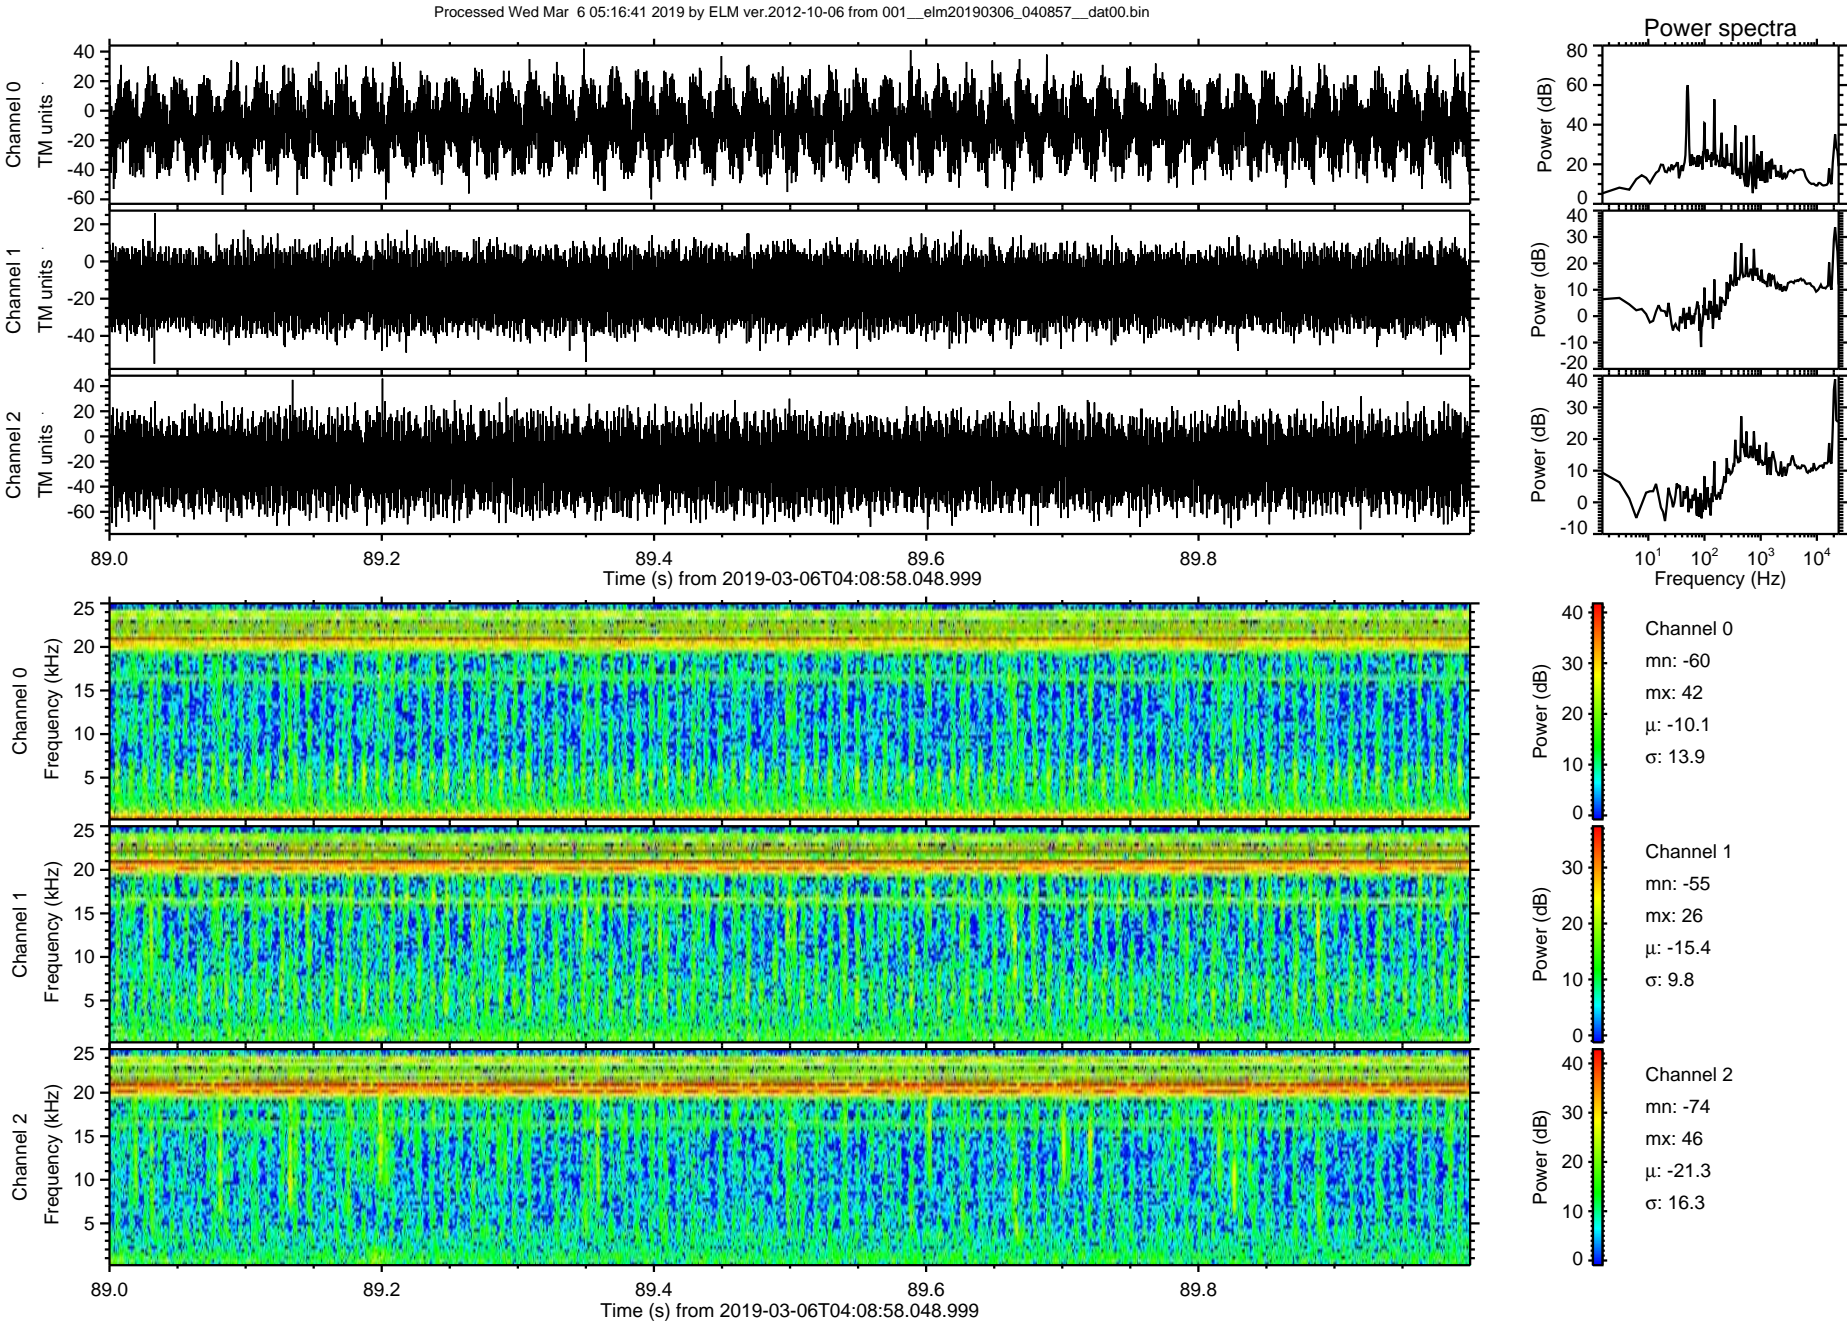 Processed Wed Mar  6 05:16:41 2019 by ELM ver.2012-10-06 from 001__elm20190306_040857__dat00.bin
Power spectra
Channel 0
TM units
40
20
0
-20
-40
-60
Power (dB)
80
60
40
20
0
Channel 1
TM units
20
0
-20
-40
Power (dB)
40
30
20
10
0
-10
-20
Channel 2
TM units
40
20
0
-20
-40
-60
Power (dB)
40
30
20
10
0
-10
89.0 89.2 89.4 89.6 89.8
Time (s) from 2019-03-06T04:08:58.048.999
10^1 10^2 10^3 10^4
Frequency (Hz)
Channel 0
Frequency (kHz)
25
20
15
10
5
Power (dB)
40
30
20
10
0
Channel 0
mn: -60
mx: 42
μ: -10.1
σ: 13.9
Channel 1
Frequency (kHz)
25
20
15
10
5
Power (dB)
30
20
10
0
Channel 1
mn: -55
mx: 26
μ: -15.4
σ: 9.8
Channel 2
Frequency (kHz)
25
20
15
10
5
Power (dB)
40
30
20
10
0
Channel 2
mn: -74
mx: 46
μ: -21.3
σ: 16.3
89.0 89.2 89.4 89.6 89.8
Time (s) from 2019-03-06T04:08:58.048.999